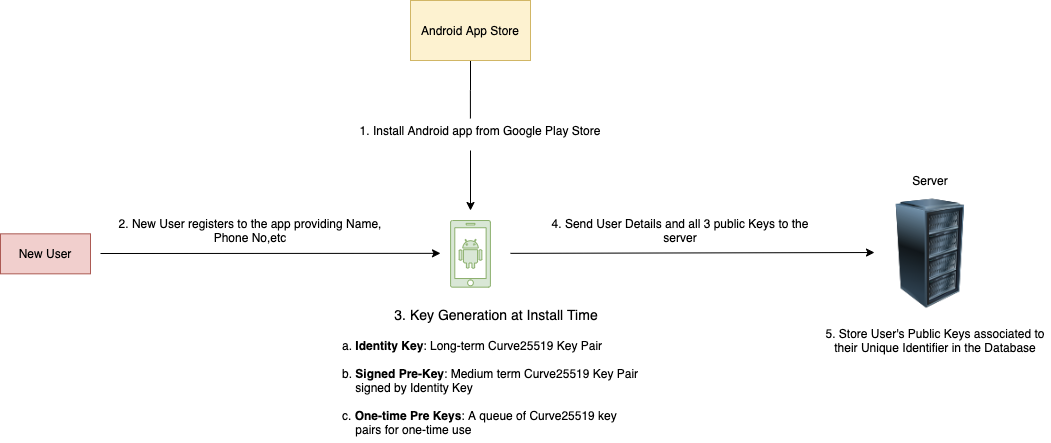 Android App Store
1. Install Android app from Google Play Store
Server
2. New User registers to the app providing Name,
Phone No,etc
4. Send User Details and all 3 public Keys to the
server
New User
3. Key Generation at Install Time
5. Store User's Public Keys associated to
their Unique Identifier in the Database
a. Identity Key: Long-term Curve25519 Key Pair
b. Signed Pre-Key: Medium term Curve25519 Key Pair
signed by Identity Key
c. One-time Pre Keys: A queue of Curve25519 key
pairs for one-time use